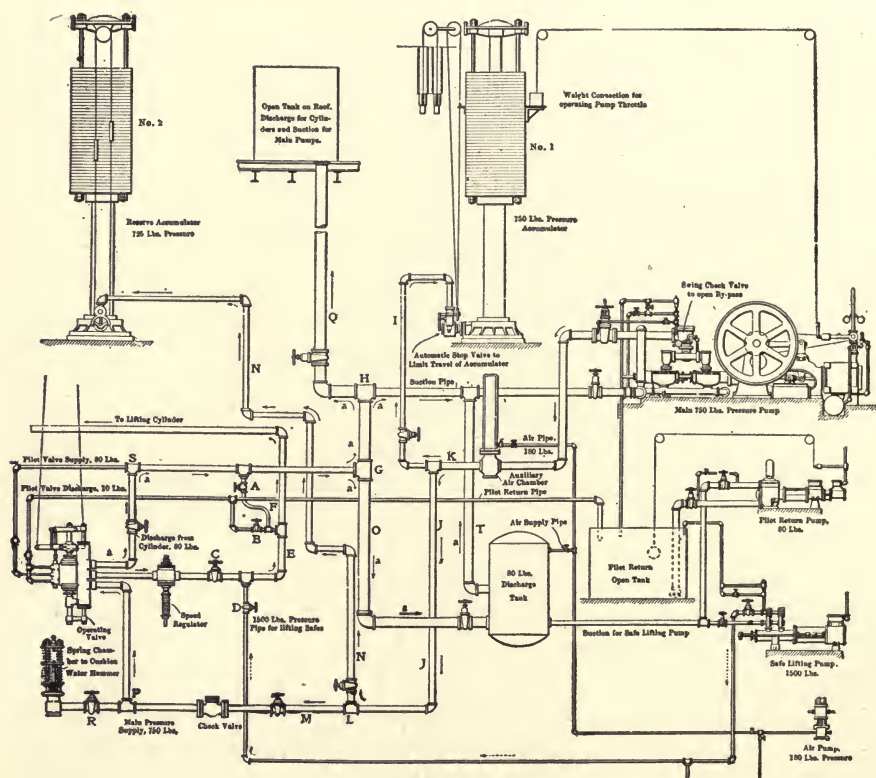 No. 2
Reserve Accumulator
725 Lbs. Pressure
Open Tank on Roof.
Discharge for Cylin-
ders and Suction for
Main Pumps.
No. 1
Weight Connection for
operating Pump Throttle
750 Lbs. Pressure
Accumulator
Swing Check Valve
to open By-pass
Automatic Stop Valve to
Limit Travel of Accumulator
Main 750 Lbs. Pressure Pump
I
Q
N
H
Suction Pipe
a
a
a
To Lifting Cylinder
Air Pipe,
180 Lbs.
K
Auxiliary
Air Chamber
Pilot Return Pipe
Pilot Valve Supply, 80 Lbs.
S
a
A
a
G
a
Pilot Valve Discharge, 10 Lbs.
F
B
E
O
J
T
a
a
Air Supply Pipe
Pilot Return Pump,
80 Lbs.
Discharge from
Cylinder, 80 Lbs.
a
C
Pilot Return
Open Tank
80 Lbs.
Discharge
Tank
Speed
Regulator
D
1500 Lbs. Pressure
Pipe for lifting Safes
a
Operating
Valve
Suction for Safe Lifting Pump
Safe Lifting Pump,
1500 Lbs.
Spring Cham-
ber to Cushion
Water Hammer
N
J
R
P
Main Pressure
Supply, 750 Lbs.
Check Valve
M
L
Air Pump,
180 Lbs. Pressure